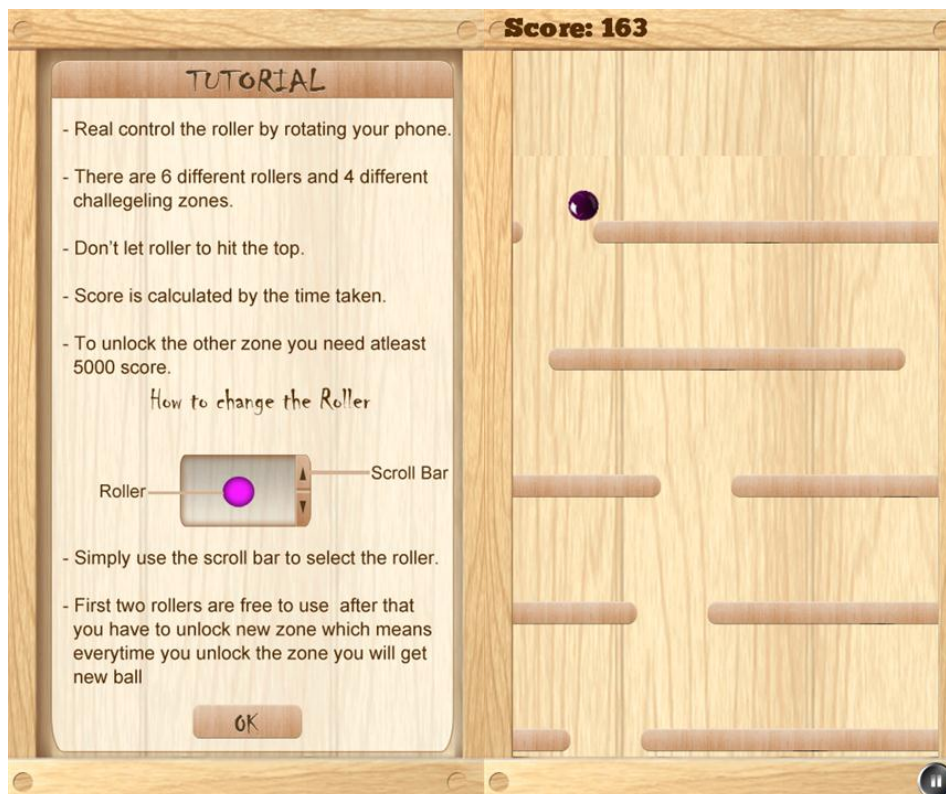 TUTORIAL
- Real control the roller by rotating your phone.
- There are 6 different rollers and 4 different
challegeling zones.
- Don't let roller to hit the top.
- Score is calculated by the time taken.
- To unlock the other zone you need atleast
5000 score.
How to change the Roller
Roller
Scroll Bar
- Simply use the scroll bar to select the roller.
- First two rollers are free to use after that
you have to unlock new zone which means
everytime you unlock the zone you will get
new ball
OK
Score: 163